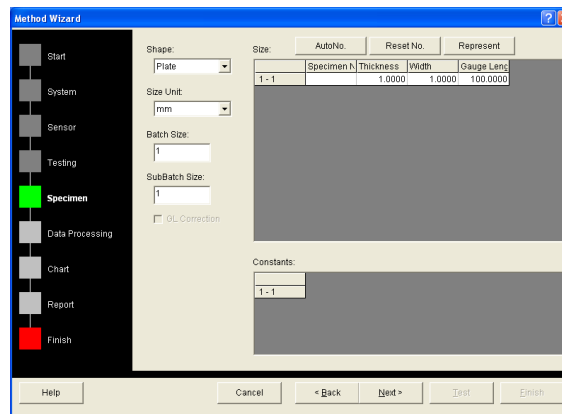 Method Wizard
?
Start
System
Sensor
Testing
Specimen
Data Processing
Chart
Report
Finish
Shape:
Plate
Size Unit:
mm
Batch Size:
1
SubBatch Size:
1
GL Correction
Size:
AutoNo.
Reset No.
Represent
Specimen N Thickness Width Gauge Leng
1 - 1 1.0000 1.0000 100.0000
Constants:
1 - 1
Help
Cancel
< Back
Next >
Test
Finish